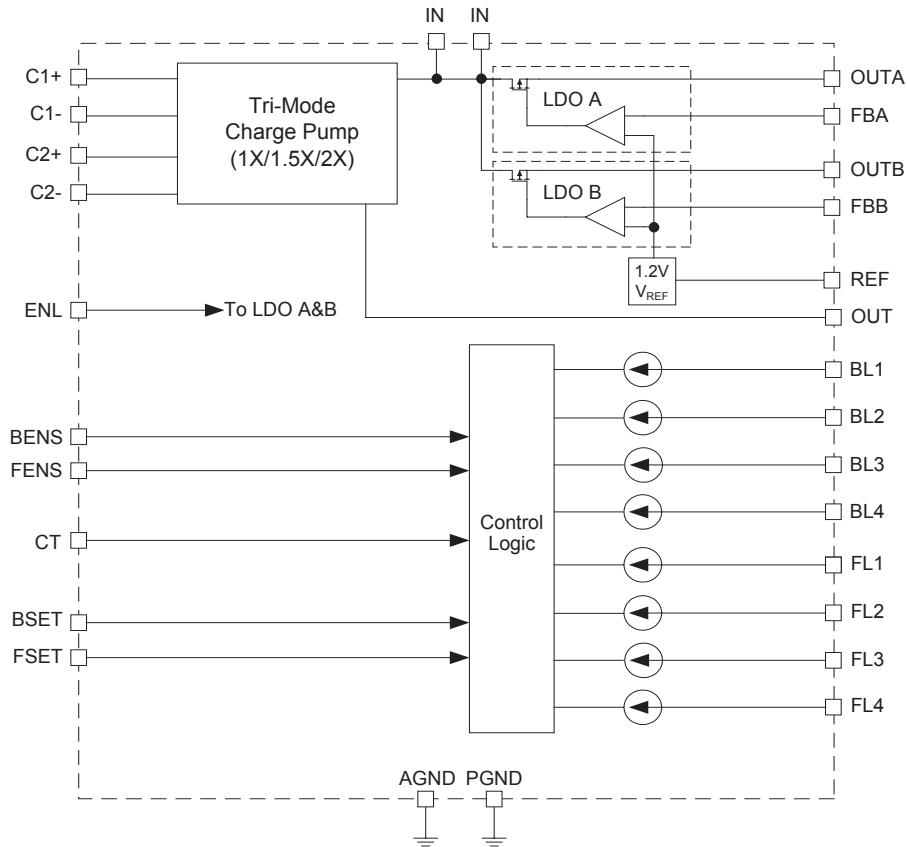 IN IN
C1+
C1-
C2+
C2-
Tri-Mode
Charge Pump
(1X/1.5X/2X)
LDO A
LDO B
OUTA
FBA
OUTB
FBB
1.2V
VREF
REF
OUT
ENL
To LDO A&B
BENS
FENS
CT
BSET
FSET
Control
Logic
BL1
BL2
BL3
BL4
FL1
FL2
FL3
FL4
AGND PGND